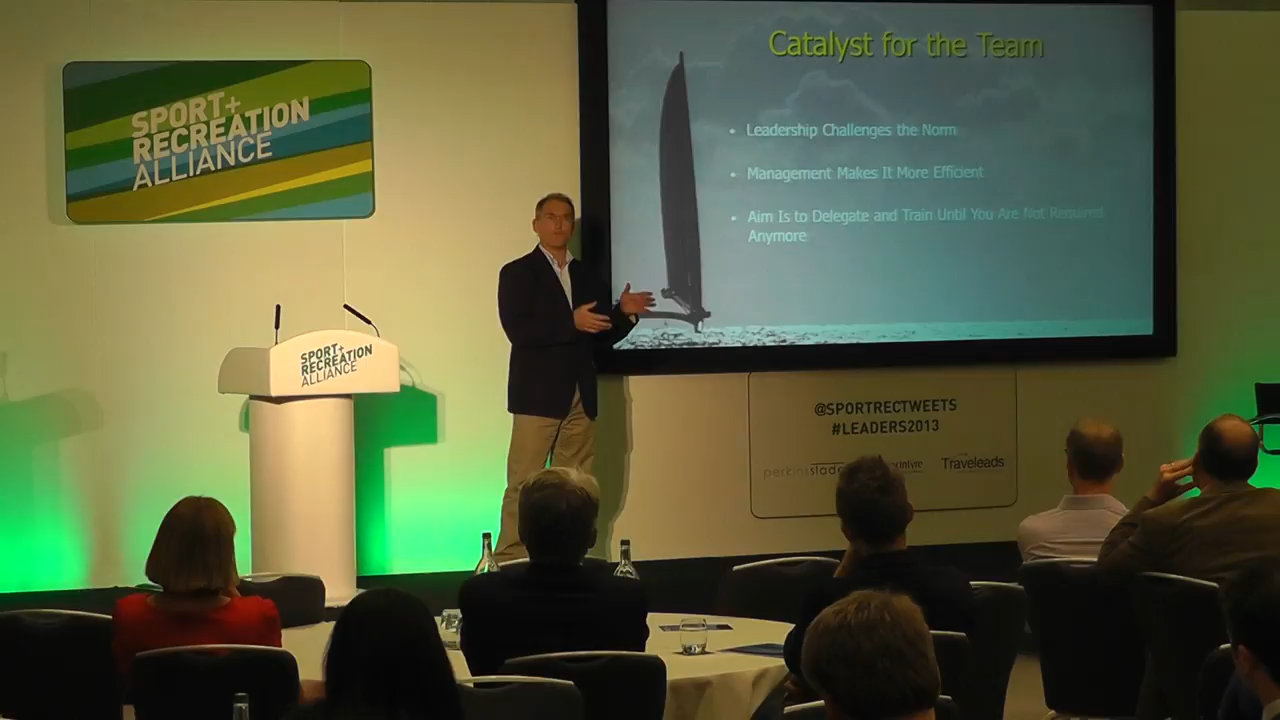 SPORT+
RECREATION
ALLIANCE
Catalyst for the Team
• Leadership Challenges the Norm
• Management Makes It More Efficient
• Aim Is to Delegate and Train Until You Are Not Required
Anymore
SPORT+
RECREATION
ALLIANCE
@SPORTRECTWEETS
#LEADERS2013
perkinsslade
Traveleads